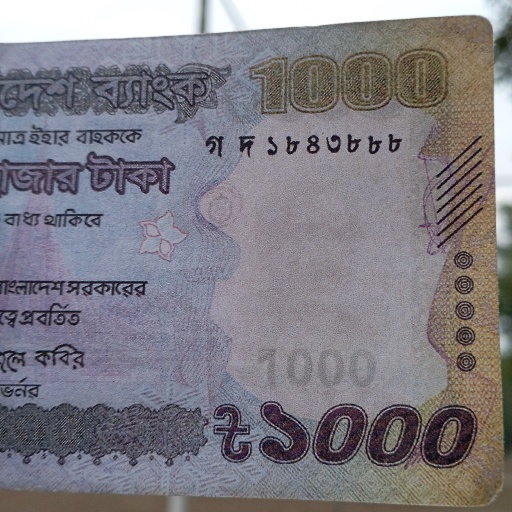 দেশ ব্যাংক 1000
মাত্র ইহার বাহককে
গ দ ১৮৪৩৮৮৮
জার টাকা
বাধ্য থাকিবে
বাংলাদেশ সরকারের
প্রবর্তিত
1000
কবির
ভর্নর
৳১০০০